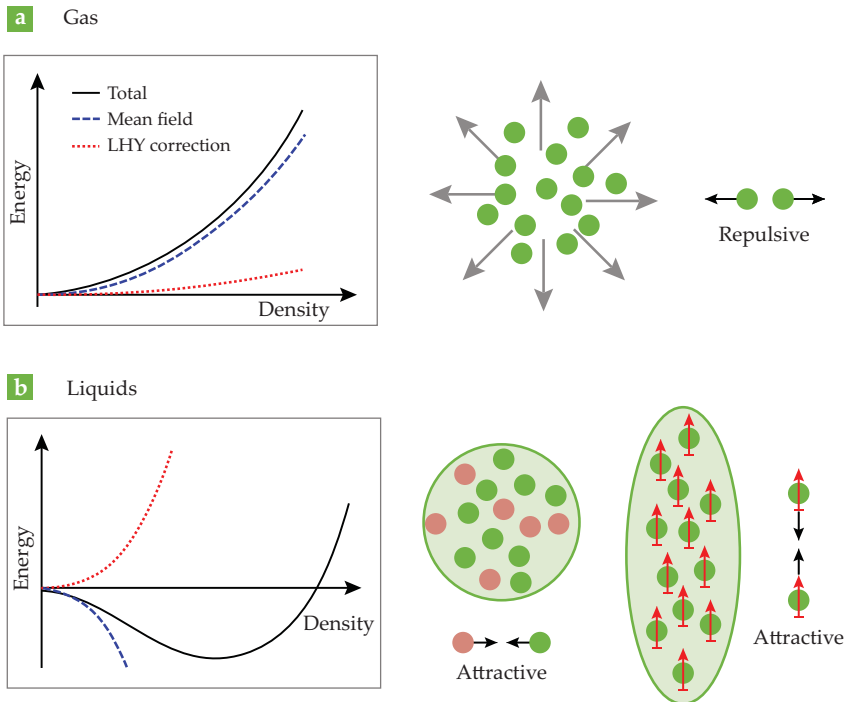 a Gas
Total
Mean field
LHY correction
Energy
Density
Repulsive
b Liquids
Energy
Density
Attractive
Attractive